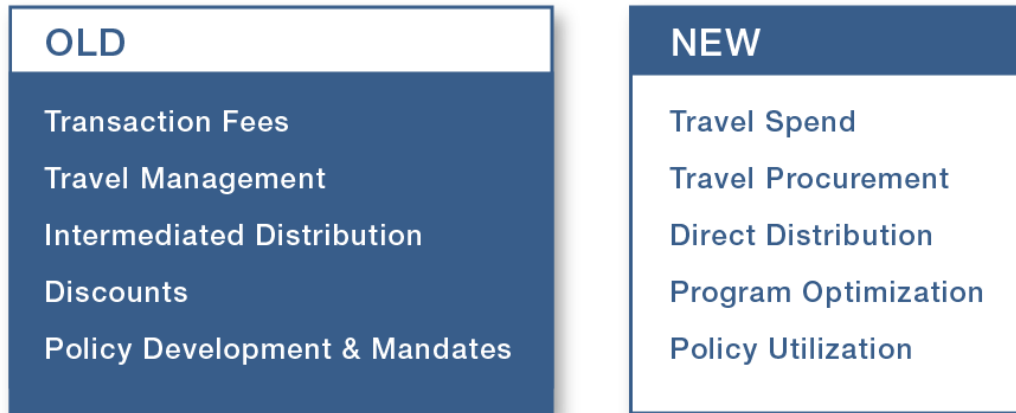 OLD
Transaction Fees
Travel Management
Intermediated Distribution
Discounts
Policy Development & Mandates
NEW
Travel Spend
Travel Procurement
Direct Distribution
Program Optimization
Policy Utilization